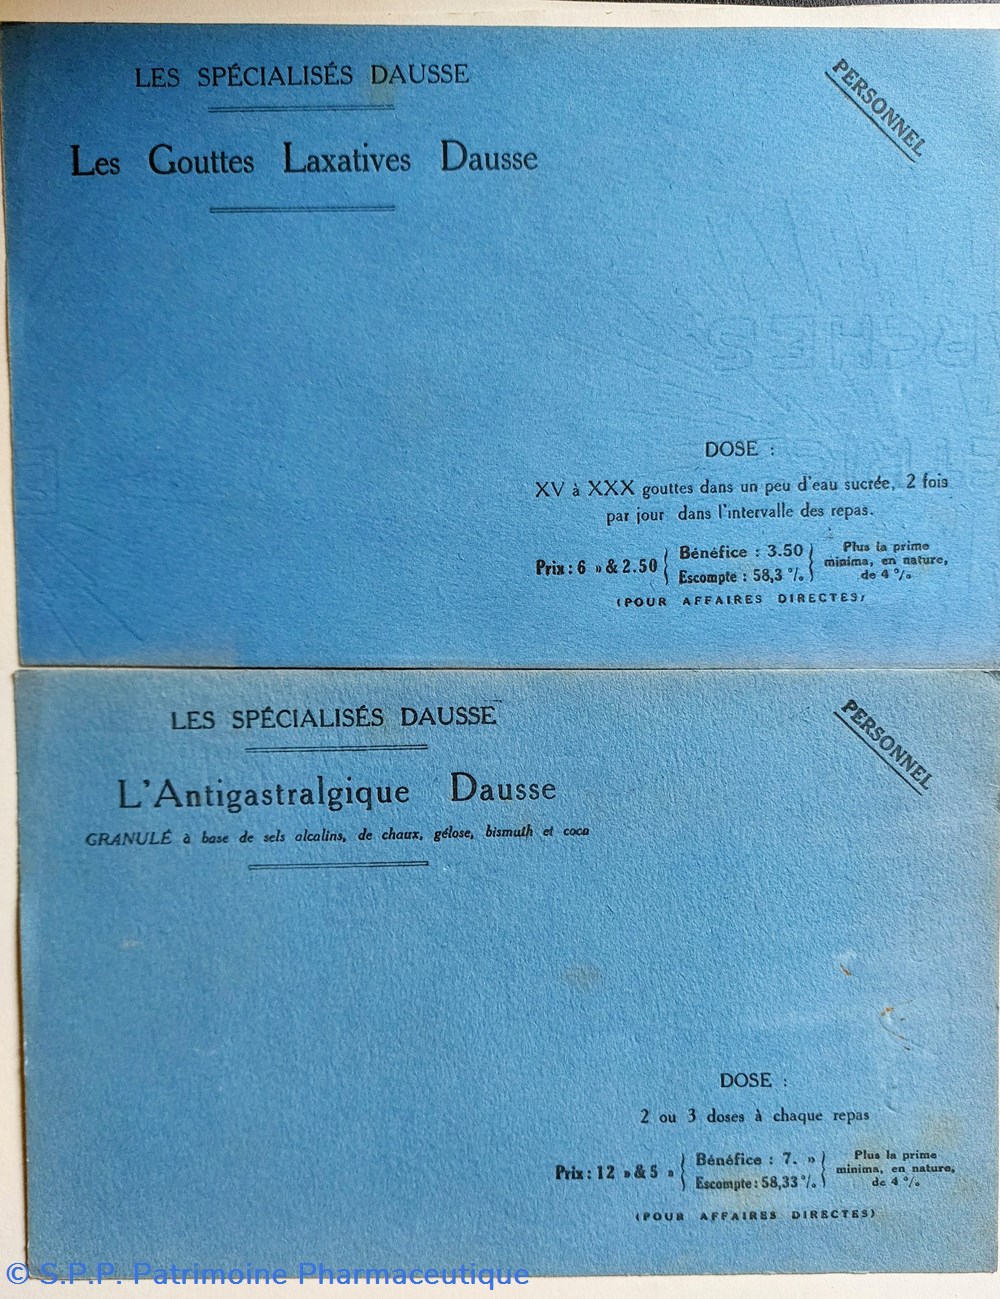 LES SPÉCIALISÉS DAUSSE
PERSONNEL
Les Gouttes Laxatives Dausse
RCHES
DOSE :
XV à XXX gouttes dans un peu d'eau sucrée, 2 fois
par jour dans l'intervalle des repas.
Prix : 6 » & 2.50 { Bénéfice : 3.50 } Plus la prime
Escompte : 58,3 %. minima, en nature,
de 4 %
(POUR AFFAIRES DIRECTES)
LES SPÉCIALISÉS DAUSSE
PERSONNEL
L'Antigastralgique Dausse
GRANULÉ à base de sels alcalins, de chaux, gélose, bismuth et coca
DOSE :
2 ou 3 doses à chaque repas
Prix : 12 » & 5 » { Bénéfice : 7. » } Plus la prime
Escompte : 58,33 %. minima, en nature,
de 4 %
(POUR AFFAIRES DIRECTES)
© S.P.P. Patrimoine Pharmaceutique